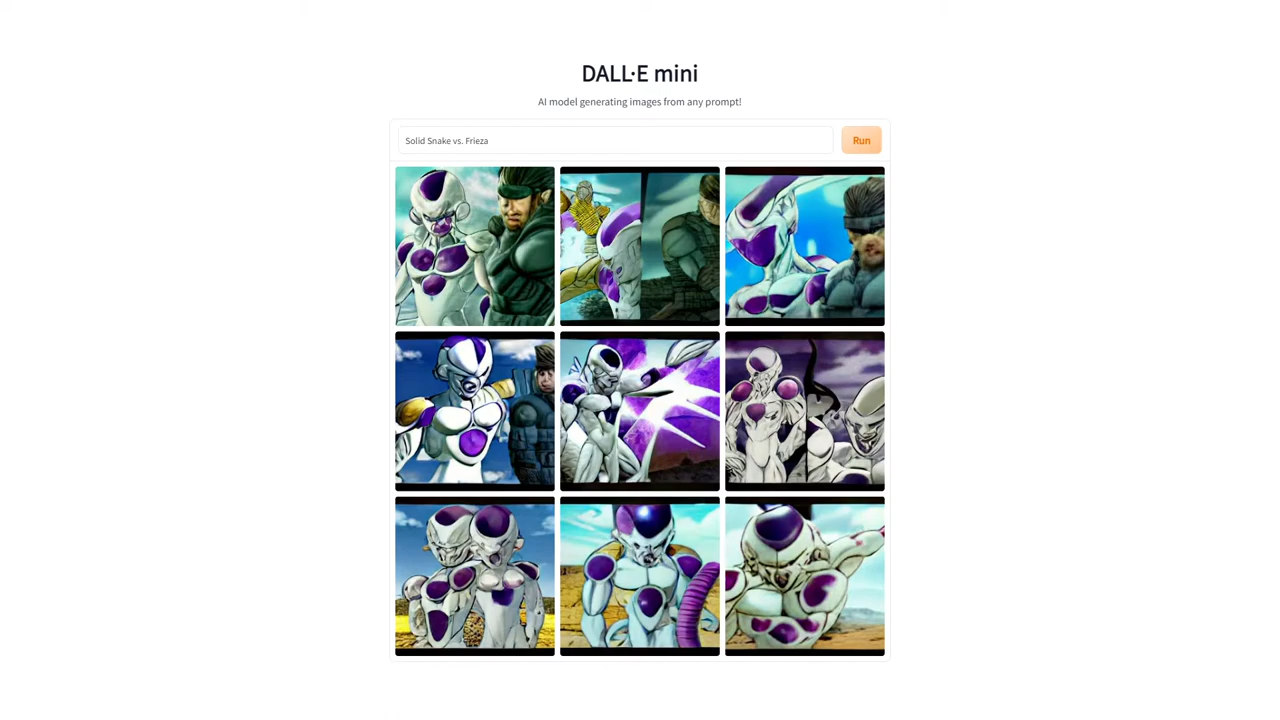 DALL·E mini
AI model generating images from any prompt!
Solid Snake vs. Frieza
Run